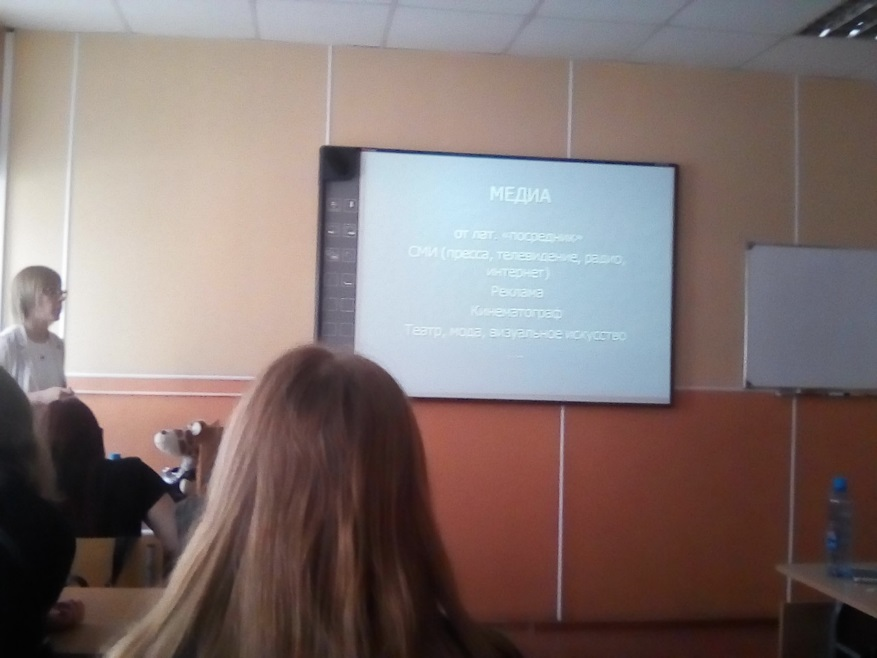 МЕДИА
от лат. «посредник»
СМИ (пресса, телевидение, радио,
интернет)
Реклама
Кинематограф
Театр, мода, визуальное искусство
...